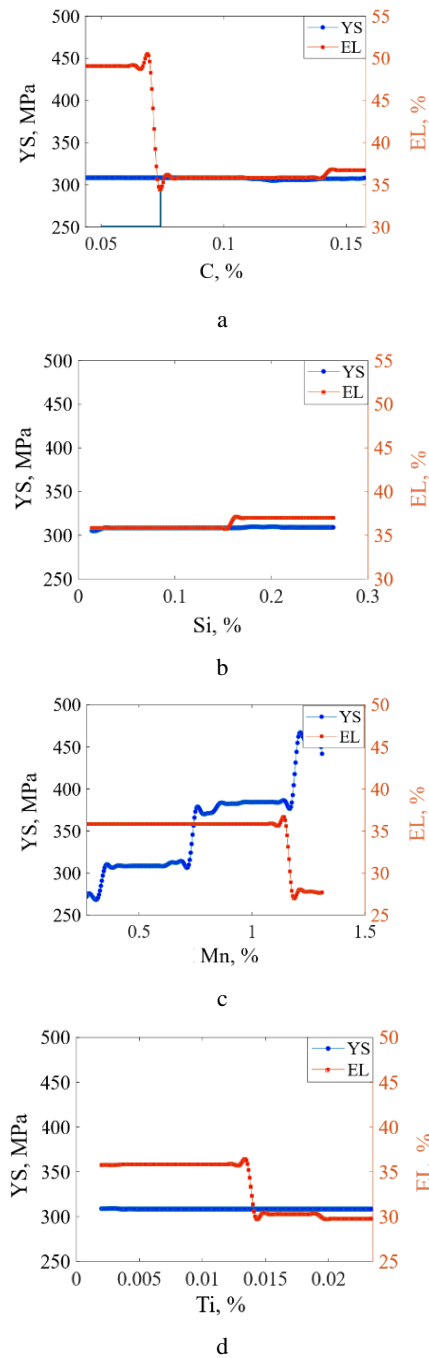 500
450
400
350
300
250
YS, MPa
55
50
45
40
35
30
EL, %
YS
EL
0.05
0.1
0.15
C, %
a
500
450
400
350
300
250
YS, MPa
55
50
45
40
35
30
EL, %
YS
EL
0
0.1
0.2
0.3
Si, %
b
500
450
400
350
300
250
YS, MPa
50
45
40
35
30
25
EL, %
YS
EL
0.5
1
1.5
Mn, %
c
500
450
400
350
300
250
YS, MPa
50
45
40
35
30
25
EL, %
YS
EL
0
0.005
0.01
0.015
0.02
Ti, %
d